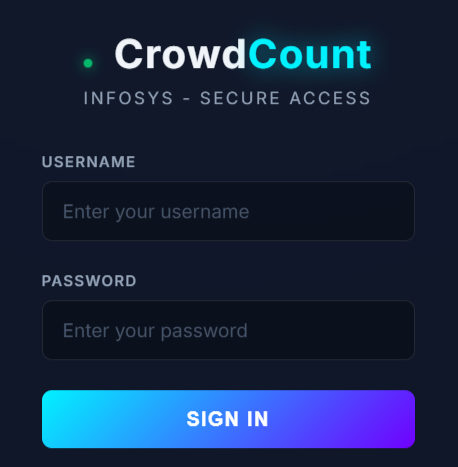 CrowdCount
INFOSYS - SECURE ACCESS
USERNAME
Enter your username
PASSWORD
Enter your password
SIGN IN